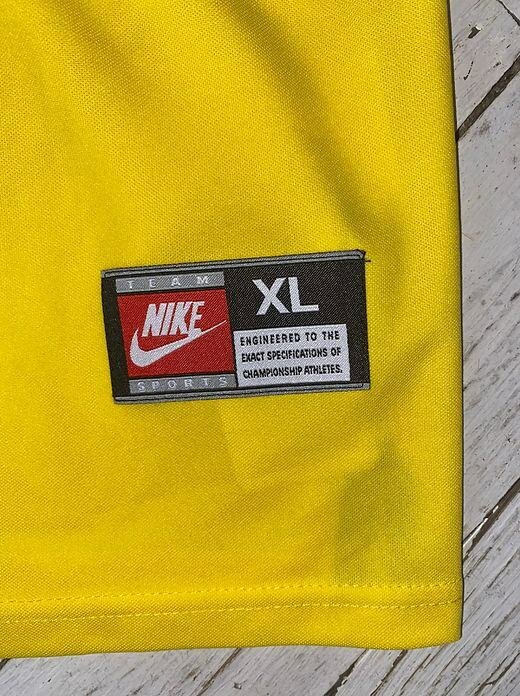 TEAM
NIKE
SPORTS
XL
ENGINEERED TO THE
EXACT SPECIFICATIONS OF
CHAMPIONSHIP ATHLETES.